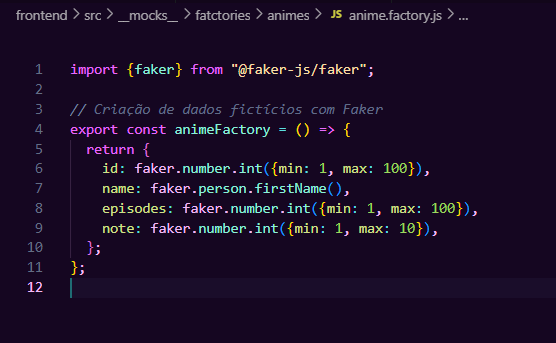 frontend > src > __mocks__ > fatctories > animes > JS anime.factory.js > ...
1 import {faker} from "@faker-js/faker";
2
3 // Criação de dados fictícios com Faker
4 export const animeFactory = () => {
5 return {
6 id: faker.number.int({min: 1, max: 100}),
7 name: faker.person.firstName(),
8 episodes: faker.number.int({min: 1, max: 100}),
9 note: faker.number.int({min: 1, max: 10}),
10 };
11 };
12